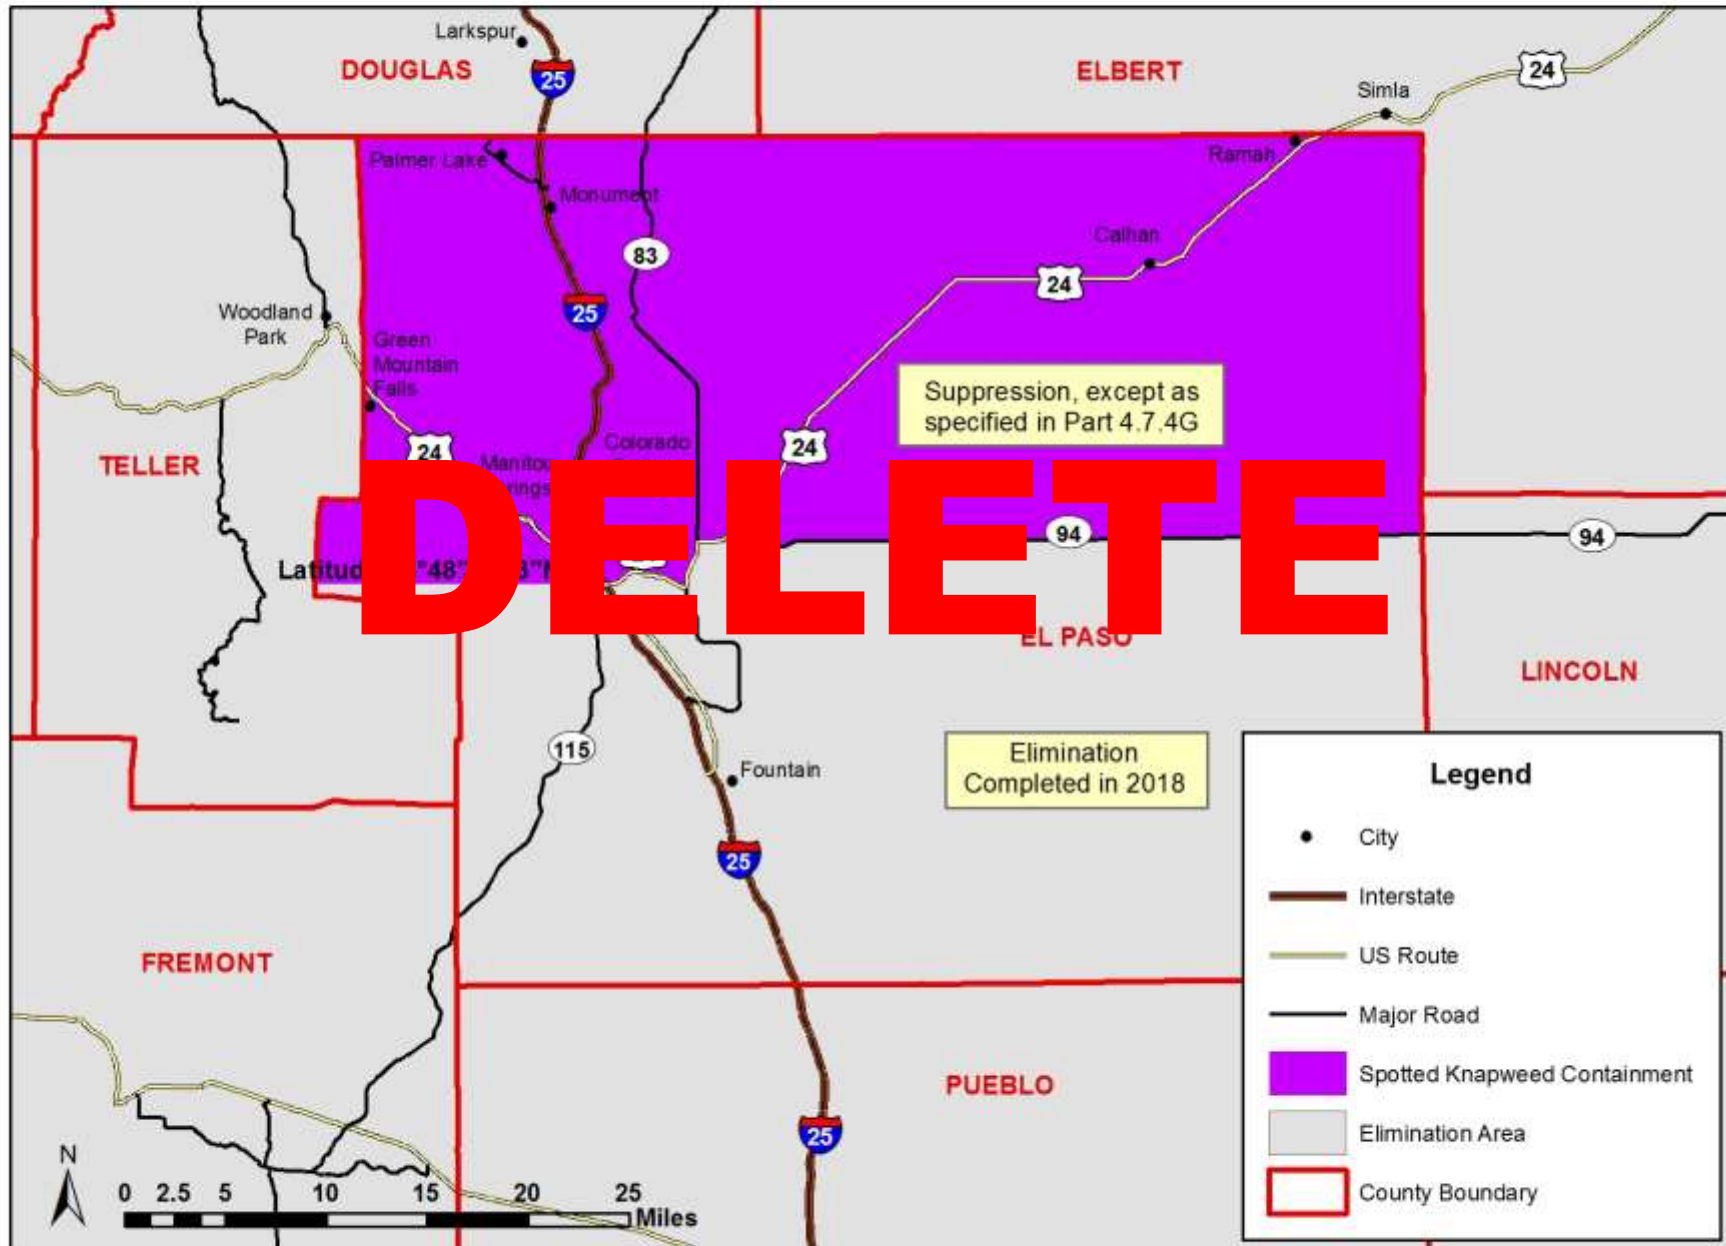 Larkspur
DOUGLAS
25
ELBERT
24
Simla
Palmer Lake
Ramah
Monument
83
Calhan
24
25
Woodland
Park
Green
Mountain
Falls
Suppression, except as
specified in Part 4.7.4G
24
Colorado
24
TELLER
DELETE
94
94
EL PASO
LINCOLN
115
Fountain
Elimination
Completed in 2018
25
FREMONT
PUEBLO
25
Legend
City
Interstate
US Route
Major Road
Spotted Knapweed Containment
Elimination Area
County Boundary
N
0 2.5 5 10 15 20 25
Miles